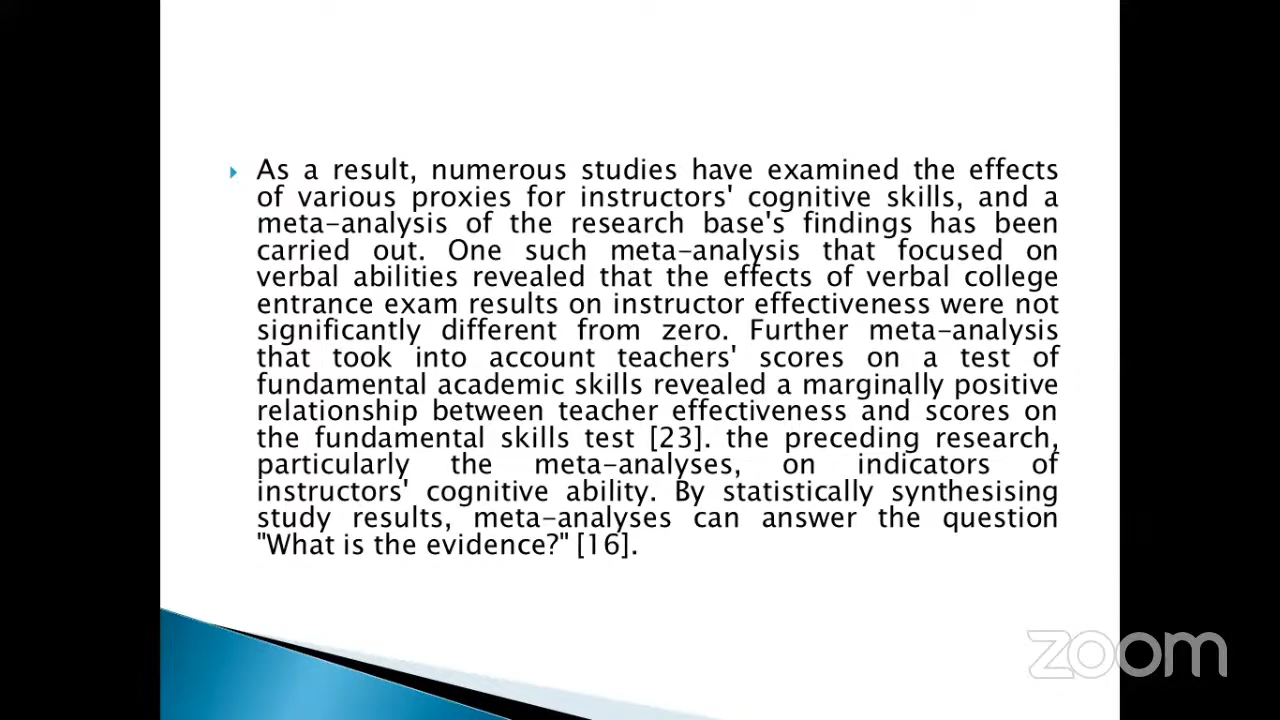 As a result, numerous studies have examined the effects
of various proxies for instructors' cognitive skills, and a
meta-analysis of the research base's findings has been
carried out. One such meta-analysis that focused on
verbal abilities revealed that the effects of verbal college
entrance exam results on instructor effectiveness were not
significantly different from zero. Further meta-analysis
that took into account teachers' scores on a test of
fundamental academic skills revealed a marginally positive
relationship between teacher effectiveness and scores on
the fundamental skills test [23]. the preceding research,
particularly the meta-analyses, on indicators of
instructors' cognitive ability. By statistically synthesising
study results, meta-analyses can answer the question
"What is the evidence?" [16].
zoom